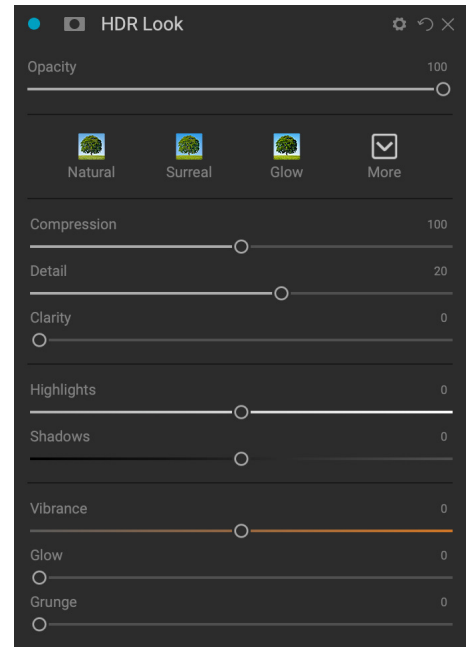 HDR Look
Opacity 100
Natural Surreal Glow More
Compression 100
Detail 20
Clarity 0
Highlights 0
Shadows 0
Vibrance 0
Glow 0
Grunge 0